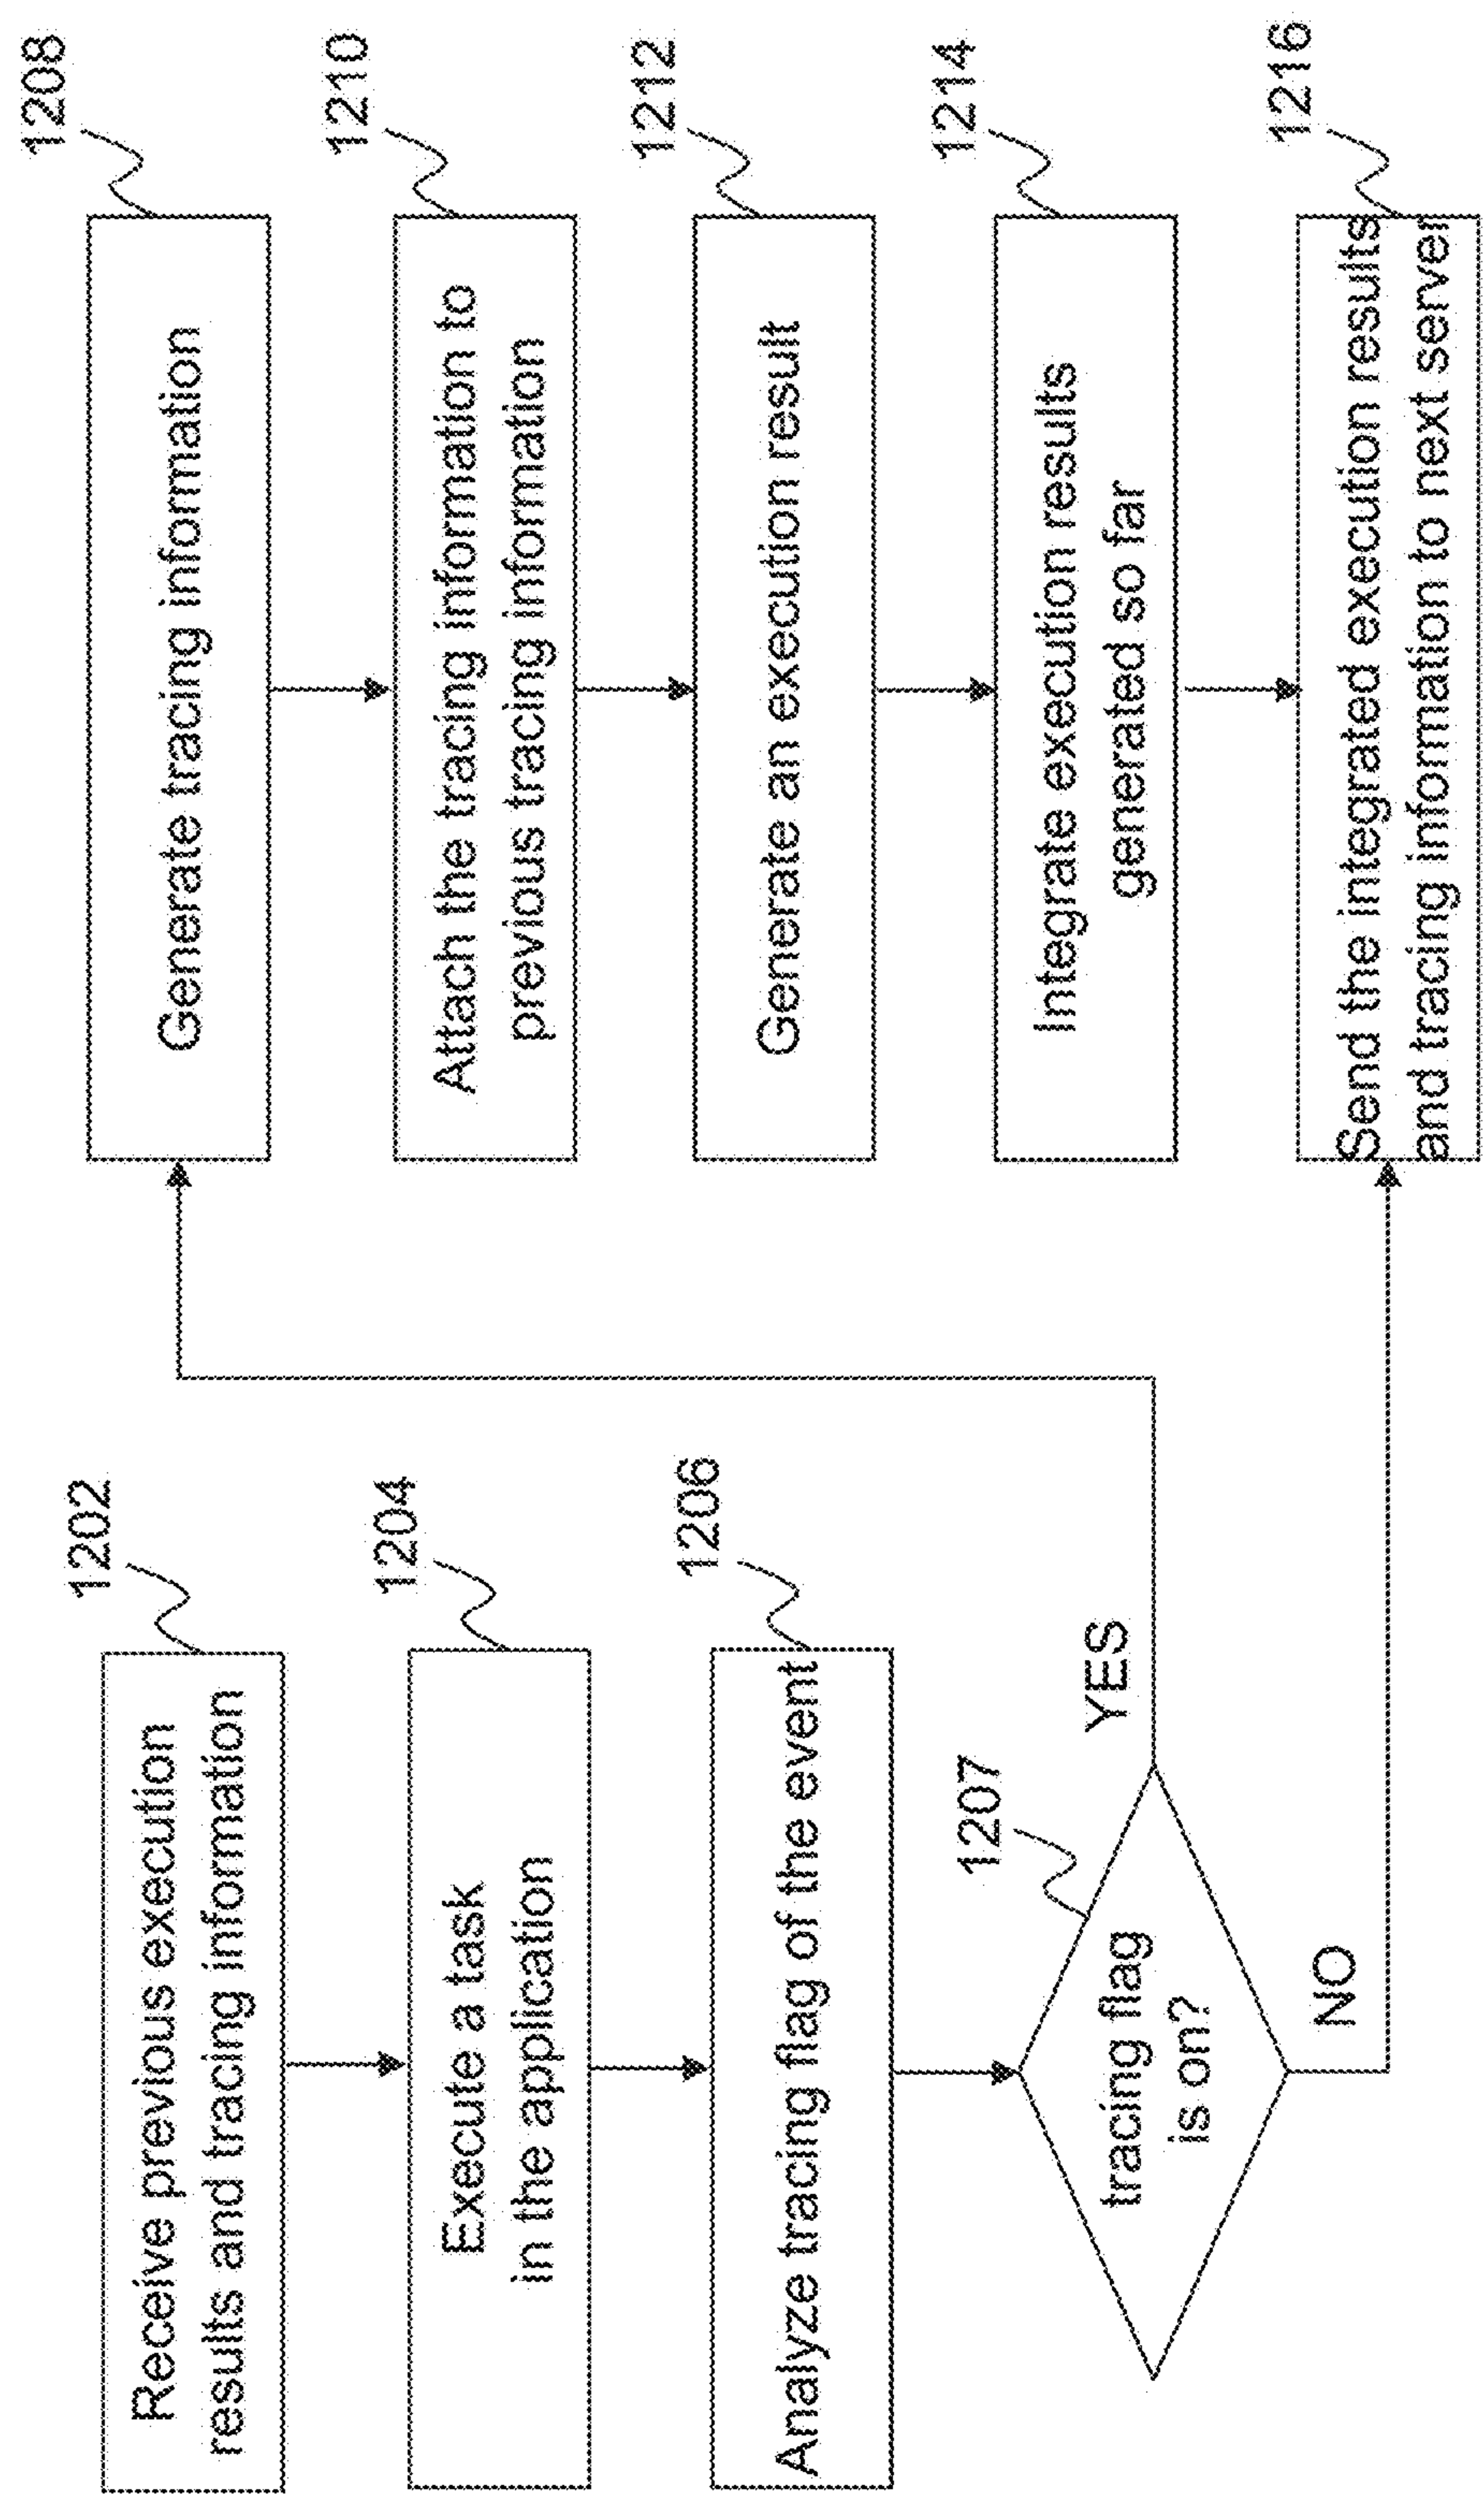 1202
Receive previous execution
results and tracing information
1204
Execute a task
in the application
1206
Analyze tracing flag of the event
1207
tracing flag
is on?
YES
NO
1208
Generate tracing information
1210
Attach the tracing information to
previous tracing information
1212
Generate an execution result
1214
Integrate execution results
generated so far
1216
Send the integrated execution results
and tracing information to next server